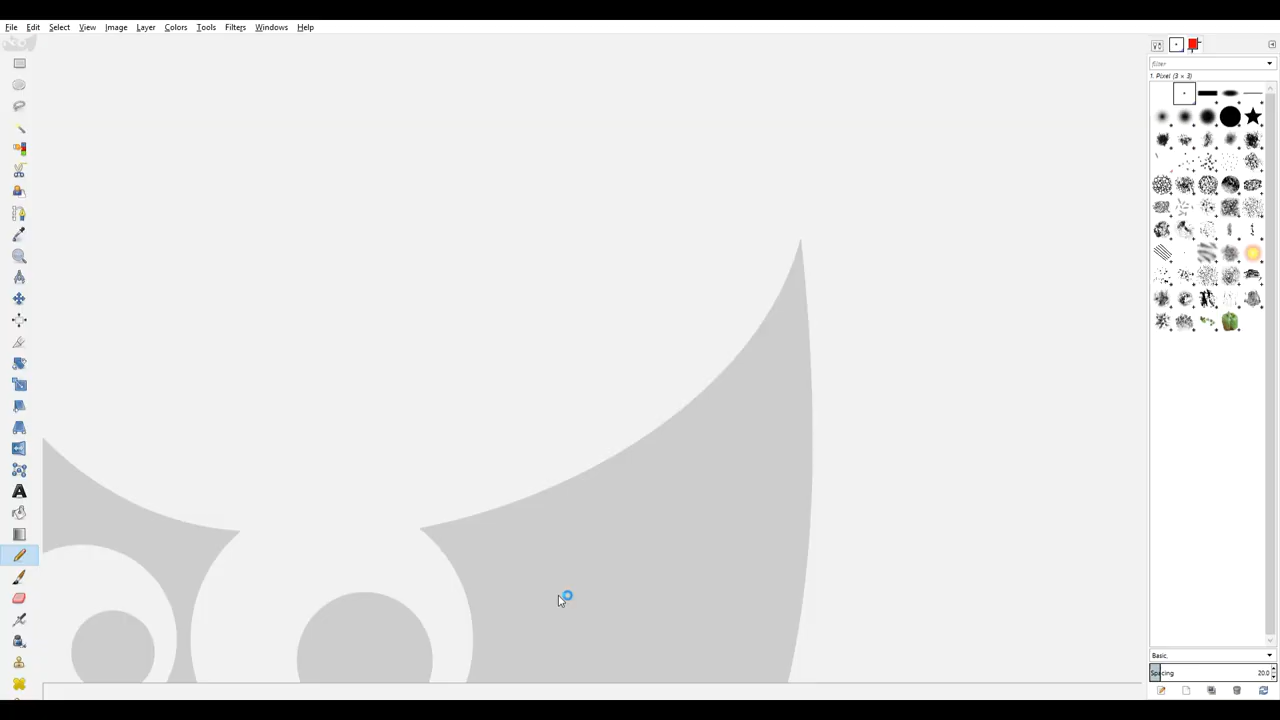 File Edit Select View Image Layer Colors Tools Filters Windows Help
filter
1. Pixel (3 × 3)
Basic,
Spacing 20.0